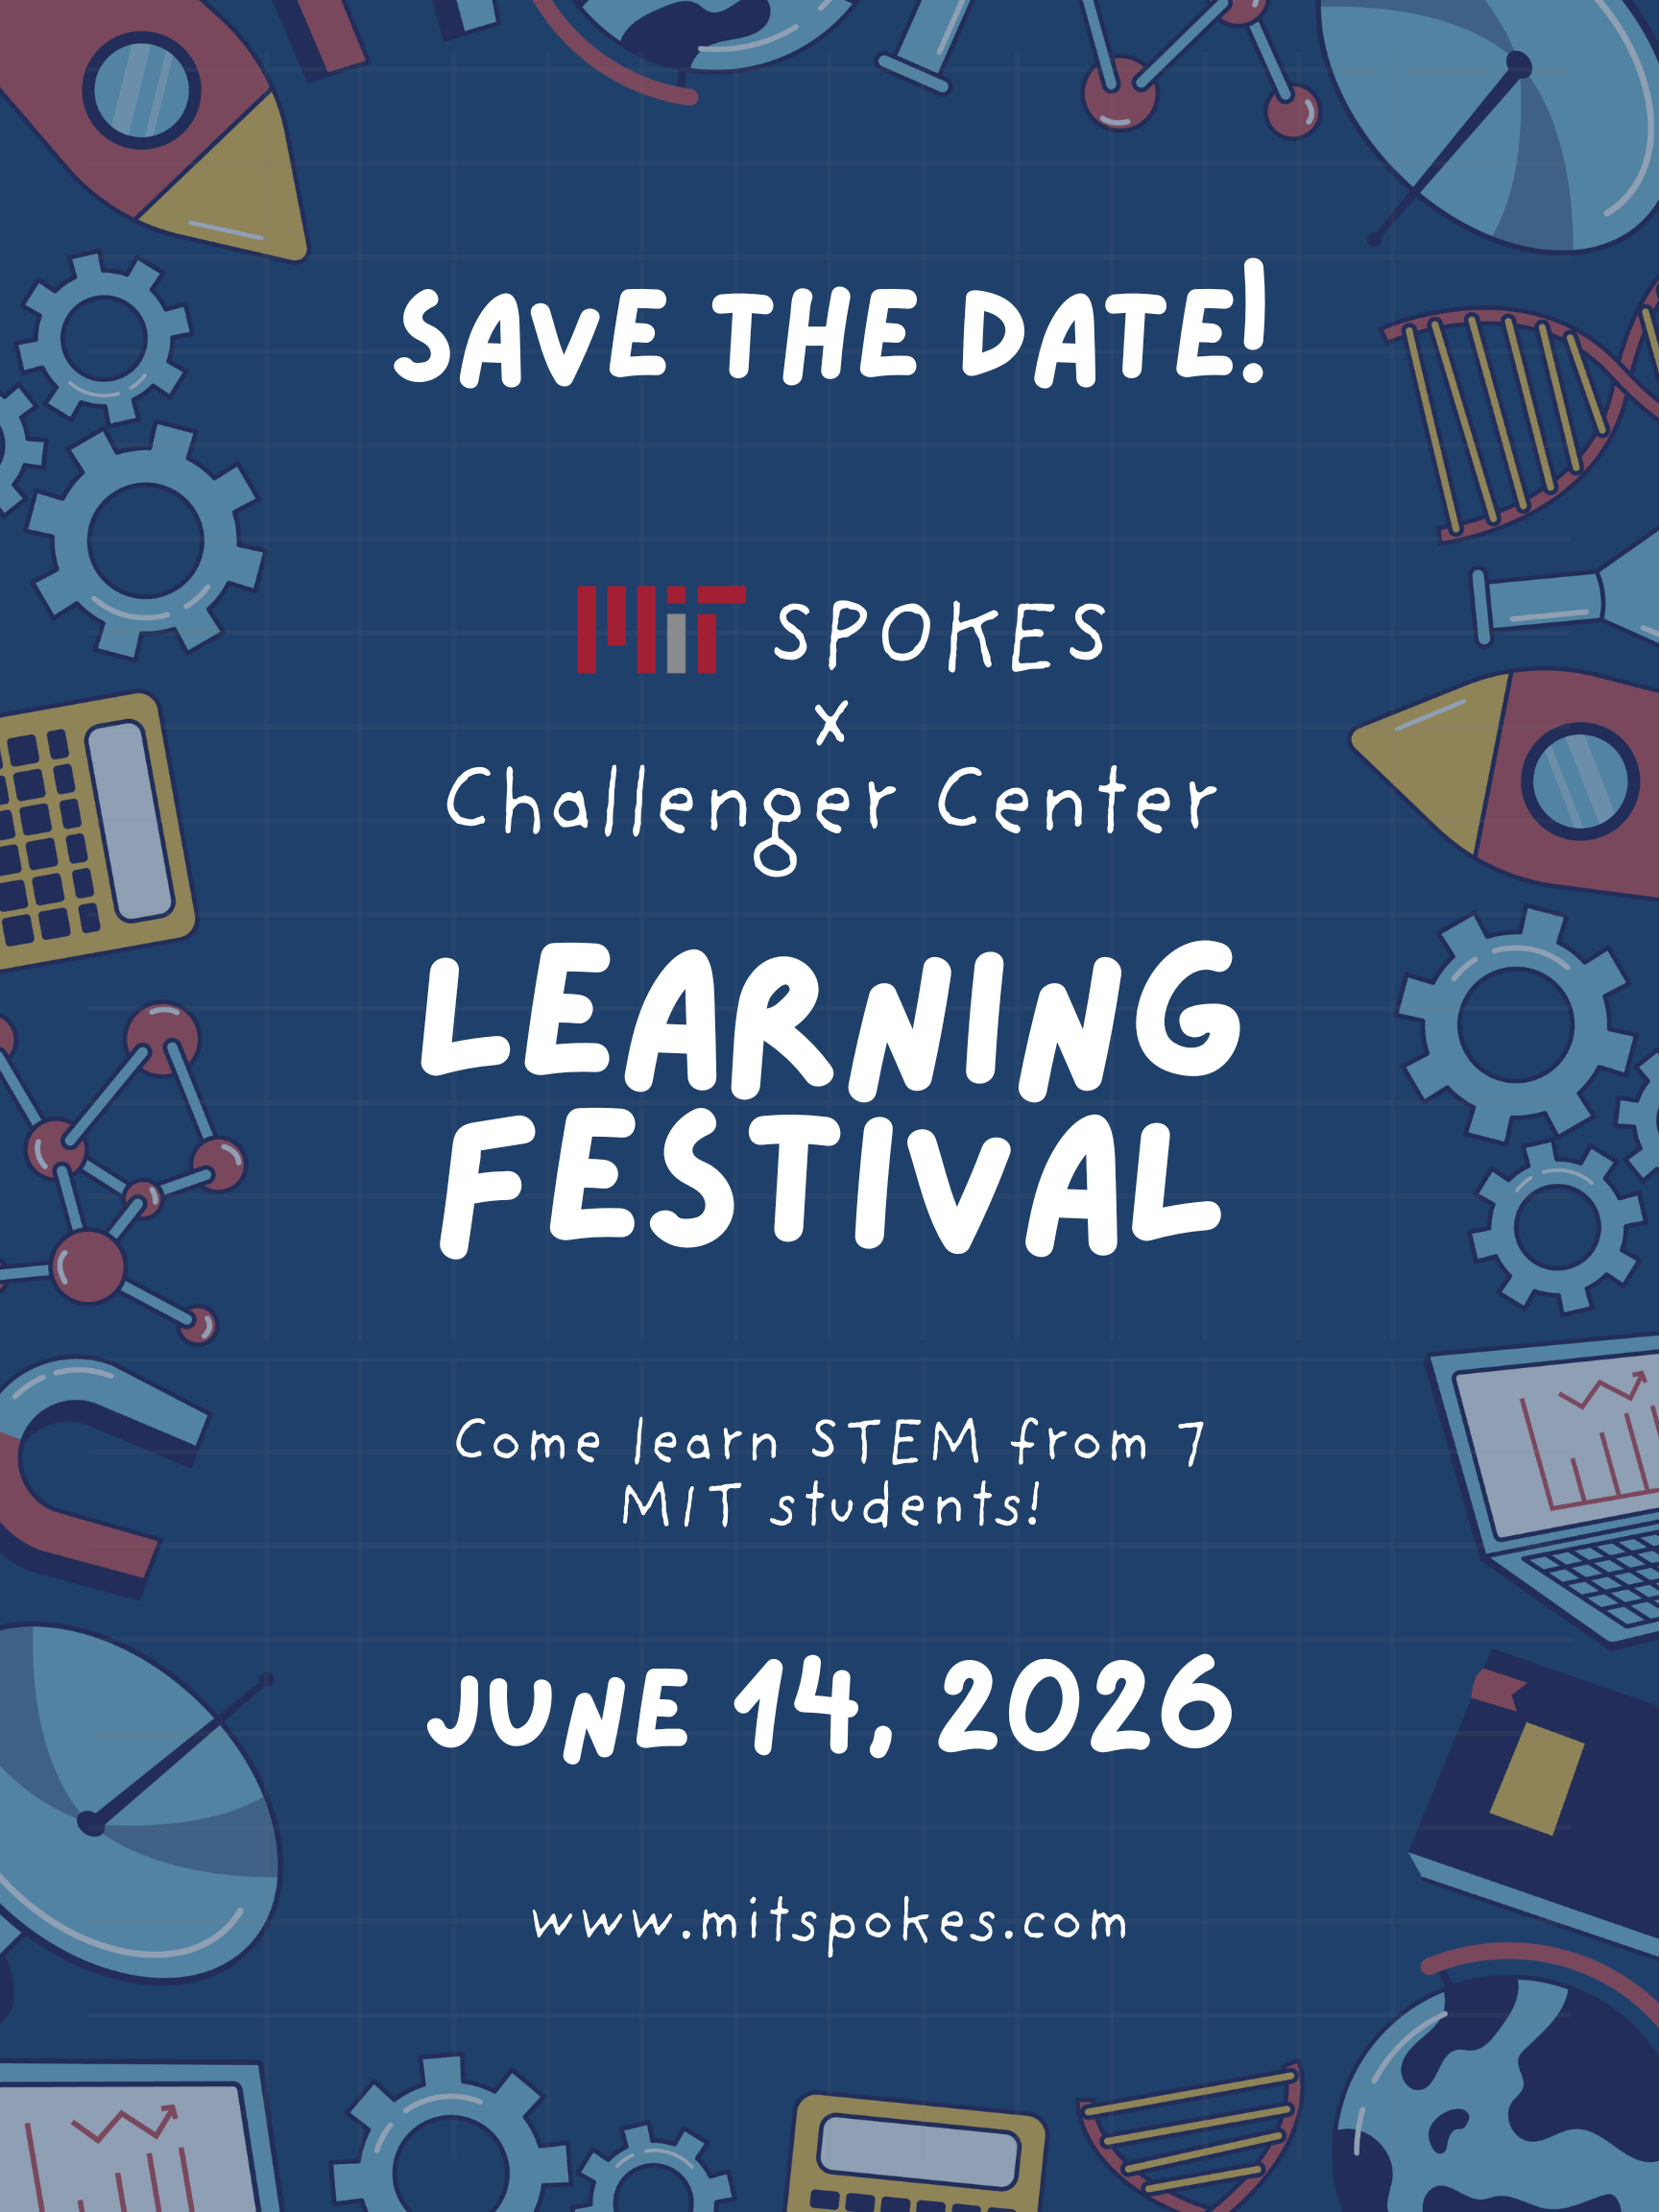 SAVE THE DATE!
MIT SPOKES
x
Challenger Center
LEARNING
FESTIVAL
Come learn STEM from 7
MIT students!
JUNE 14, 2026
www.mitspokes.com